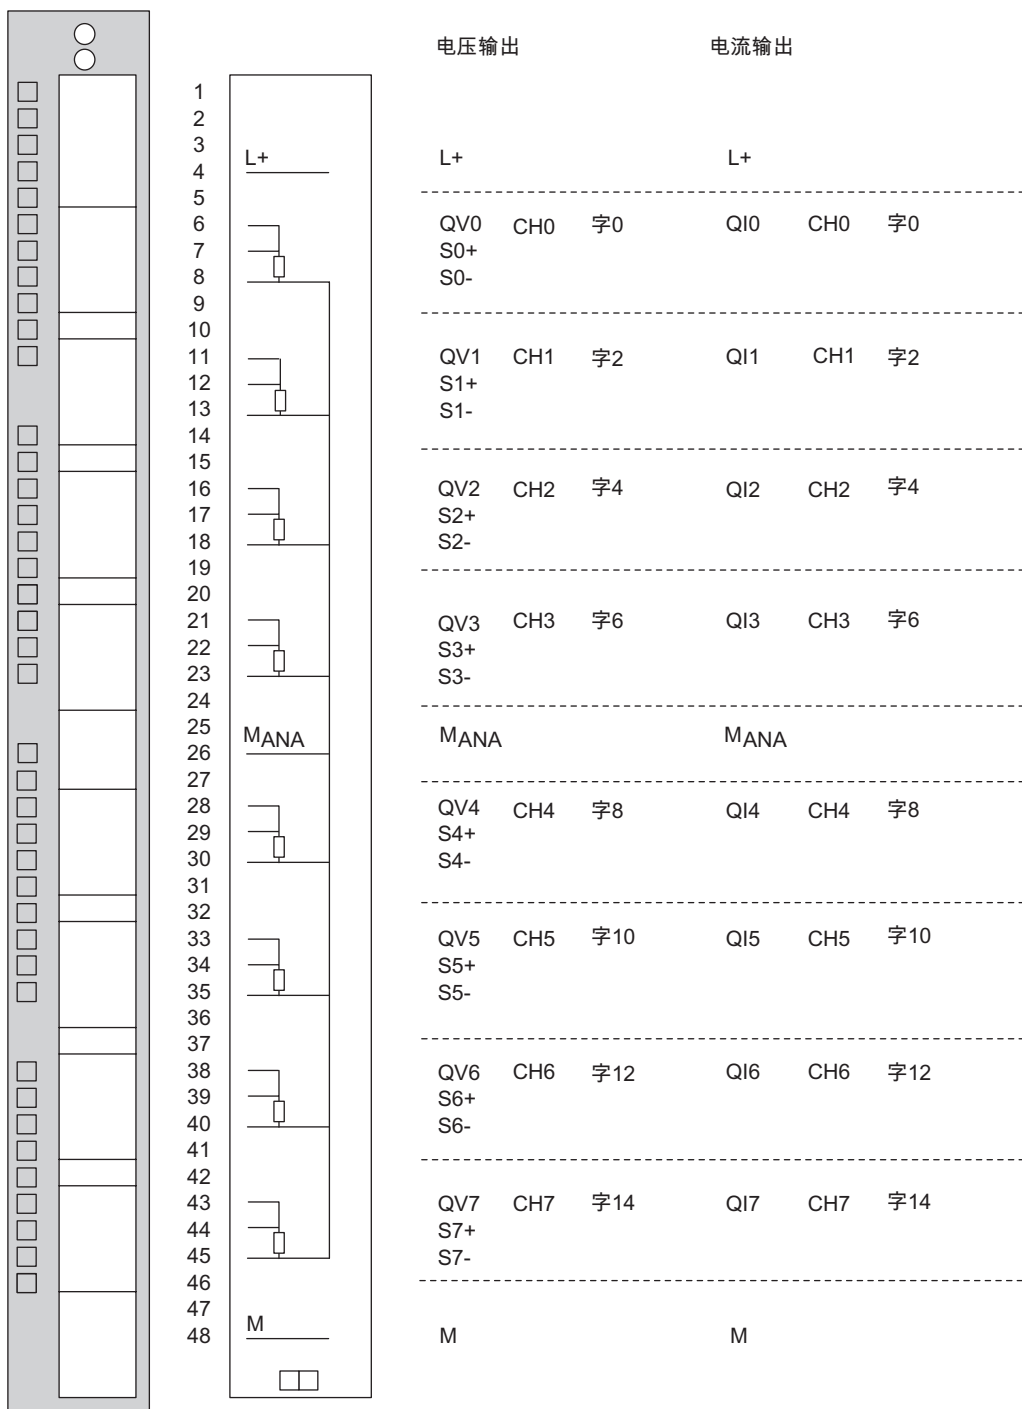 电压输出 电流输出
1
2
3
L+ L+ L+
4
5
6 QV0 CH0 字0 QI0 CH0 字0
7 S0+
8 S0-
9
10
11 QV1 CH1 字2 QI1 CH1 字2
12 S1+
13 S1-
14
15
16 QV2 CH2 字4 QI2 CH2 字4
17 S2+
18 S2-
19
20
21 QV3 CH3 字6 QI3 CH3 字6
22 S3+
23 S3-
24
25
MANA MANA MANA
26
27
28 QV4 CH4 字8 QI4 CH4 字8
29 S4+
30 S4-
31
32
33 QV5 CH5 字10 QI5 CH5 字10
34 S5+
35 S5-
36
37
38 QV6 CH6 字12 QI6 CH6 字12
39 S6+
40 S6-
41
42
43 QV7 CH7 字14 QI7 CH7 字14
44 S7+
45 S7-
46
47
48 M M M